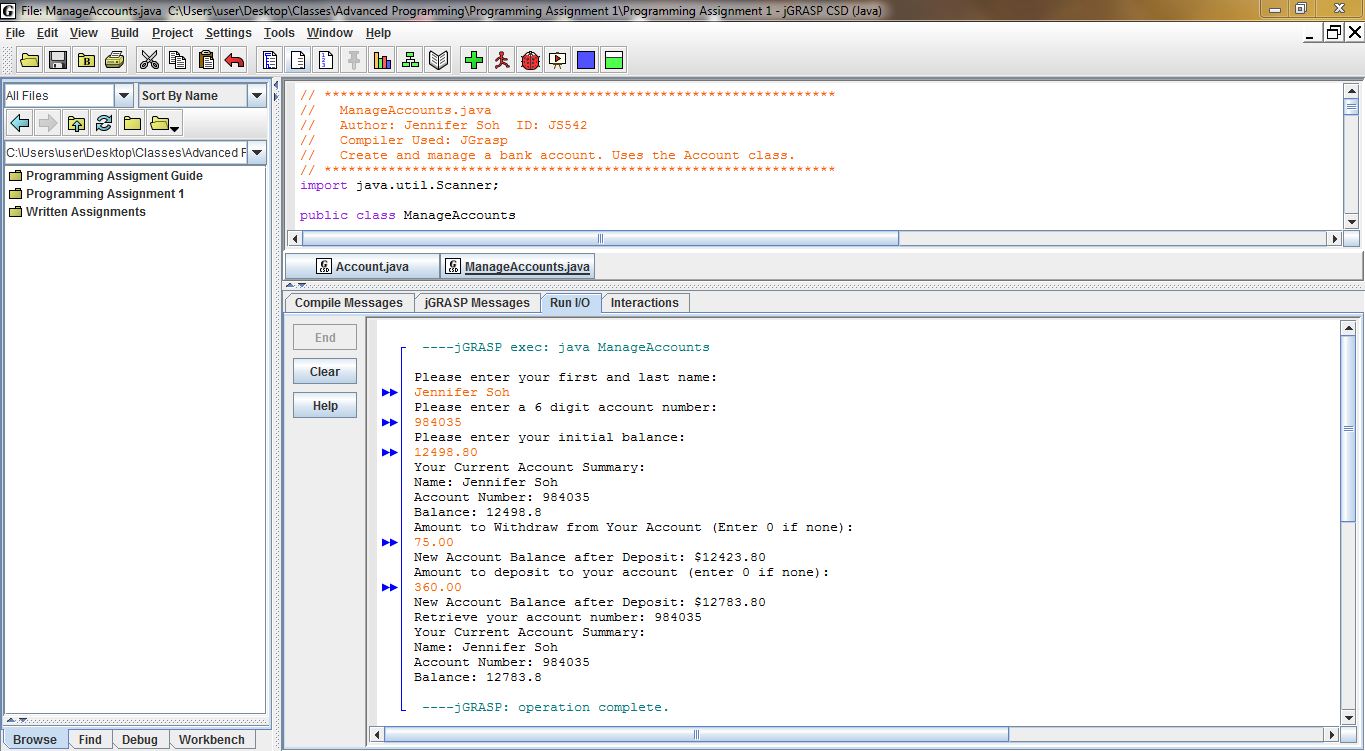 File: ManageAccounts.java  C:\Users\user\Desktop\Classes\Advanced Programming\Programming Assignment 1\Programming Assignment 1 - jGRASP CSD (Java)
File Edit View Build Project Settings Tools Window Help
All Files
Sort By Name
C:\Users\user\Desktop\Classes\Advanced F
Programming Assigment Guide
Programming Assignment 1
Written Assignments
Browse Find Debug Workbench
// ****************************************************************
//   ManageAccounts.java
//   Author: Jennifer Soh  ID: JS542
//   Compiler Used: JGrasp
//   Create and manage a bank account. Uses the Account class.
// ****************************************************************
import java.util.Scanner;
public class ManageAccounts
Account.java ManageAccounts.java
Compile Messages jGRASP Messages Run I/O Interactions
End
Clear
Help
----jGRASP exec: java ManageAccounts
Please enter your first and last name:
Jennifer Soh
Please enter a 6 digit account number:
984035
Please enter your initial balance:
12498.80
Your Current Account Summary:
Name: Jennifer Soh
Account Number: 984035
Balance: 12498.8
Amount to Withdraw from Your Account (Enter 0 if none):
75.00
New Account Balance after Deposit: $12423.80
Amount to deposit to your account (enter 0 if none):
360.00
New Account Balance after Deposit: $12783.80
Retrieve your account number: 984035
Your Current Account Summary:
Name: Jennifer Soh
Account Number: 984035
Balance: 12783.8
----jGRASP: operation complete.